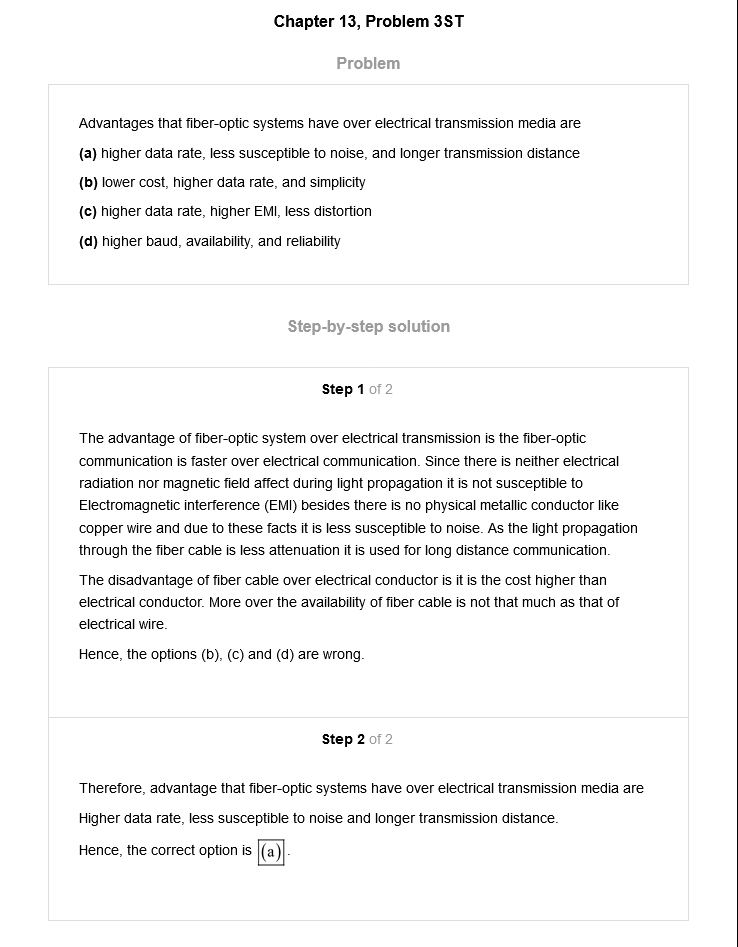 Chapter 13, Problem 3ST
Problem
Advantages that fiber-optic systems have over electrical transmission media are
(a) higher data rate, less susceptible to noise, and longer transmission distance
(b) lower cost, higher data rate, and simplicity
(c) higher data rate, higher EMI, less distortion
(d) higher baud, availability, and reliability
Step-by-step solution
Step 1 of 2
The advantage of fiber-optic system over electrical transmission is the fiber-optic
communication is faster over electrical communication. Since there is neither electrical
radiation nor magnetic field affect during light propagation it is not susceptible to
Electromagnetic interference (EMI) besides there is no physical metallic conductor like
copper wire and due to these facts it is less susceptible to noise. As the light propagation
through the fiber cable is less attenuation it is used for long distance communication.
The disadvantage of fiber cable over electrical conductor is it is the cost higher than
electrical conductor. More over the availability of fiber cable is not that much as that of
electrical wire.
Hence, the options (b), (c) and (d) are wrong.
Step 2 of 2
Therefore, advantage that fiber-optic systems have over electrical transmission media are
Higher data rate, less susceptible to noise and longer transmission distance.
Hence, the correct option is (a).